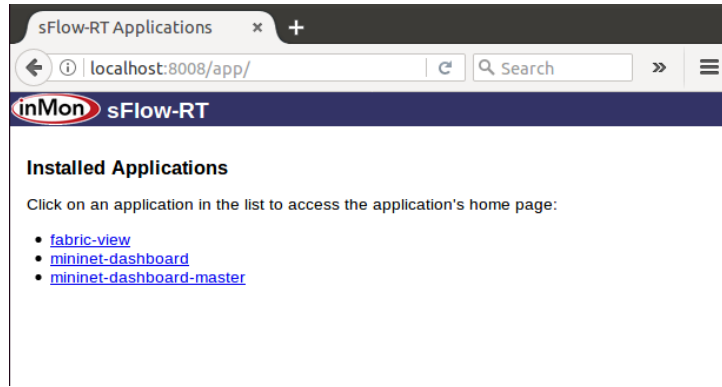 sFlow-RT Applications
localhost:8008/app/
Search
inMon sFlow-RT
Installed Applications
Click on an application in the list to access the application's home page:
fabric-view
mininet-dashboard
mininet-dashboard-master